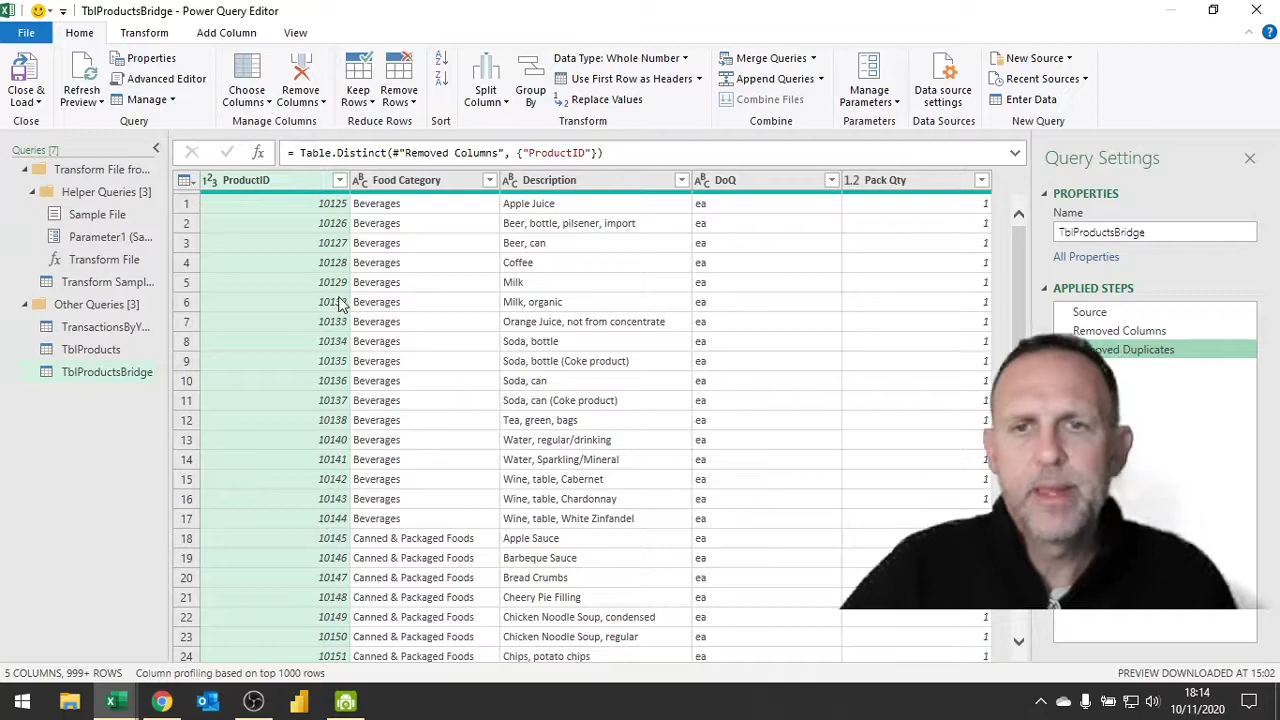 TblProductsBridge - Power Query Editor
File Home Transform Add Column View
Close & Load
Close
Refresh Preview
Properties
Advanced Editor
Manage
Query
Choose Columns
Remove Columns
Manage Columns
Keep Rows
Remove Rows
Reduce Rows
Sort
Split Column
Group By
Data Type: Whole Number
Use First Row as Headers
Replace Values
Transform
Merge Queries
Append Queries
Combine Files
Combine
Manage Parameters
Parameters
Data source settings
Data Sources
New Source
Recent Sources
Enter Data
New Query
Queries [7]
Transform File fro...
Helper Queries [3]
Sample File
Parameter1 (Sa...
Transform File
Transform Sampl...
Other Queries [3]
TransactionsByY...
TblProducts
TblProductsBridge
= Table.Distinct(#"Removed Columns", {"ProductID"})
ProductID Food Category Description DoQ 1.2 Pack Qty
1 10125 Beverages Apple Juice ea 1
2 10126 Beverages Beer, bottle, pilsener, import ea 1
3 10127 Beverages Beer, can ea 1
4 10128 Beverages Coffee ea 1
5 10129 Beverages Milk ea 1
6 Beverages Milk, organic ea 1
7 10133 Beverages Orange Juice, not from concentrate ea 1
8 10134 Beverages Soda, bottle ea 1
9 10135 Beverages Soda, bottle (Coke product) ea 1
10 10136 Beverages Soda, can ea 1
11 10137 Beverages Soda, can (Coke product) ea 1
12 10138 Beverages Tea, green, bags ea 1
13 10140 Beverages Water, regular/drinking ea 1
14 10141 Beverages Water, Sparkling/Mineral ea 1
15 10142 Beverages Wine, table, Cabernet ea 1
16 10143 Beverages Wine, table, Chardonnay ea 1
17 10144 Beverages Wine, table, White Zinfandel ea
18 10145 Canned & Packaged Foods Apple Sauce ea
19 10146 Canned & Packaged Foods Barbeque Sauce ea
20 10147 Canned & Packaged Foods Bread Crumbs ea
21 10148 Canned & Packaged Foods Cheery Pie Filling ea
22 10149 Canned & Packaged Foods Chicken Noodle Soup, condensed ea 1
23 10150 Canned & Packaged Foods Chicken Noodle Soup, regular ea 1
24 10151 Canned & Packaged Foods Chips, potato chips ea 1
Query Settings
PROPERTIES
Name
TblProductsBridge
All Properties
APPLIED STEPS
Source
Removed Columns
Duplicates
5 COLUMNS, 999+ ROWS Column profiling based on top 1000 rows PREVIEW DOWNLOADED AT 15:02
18:14
10/11/2020